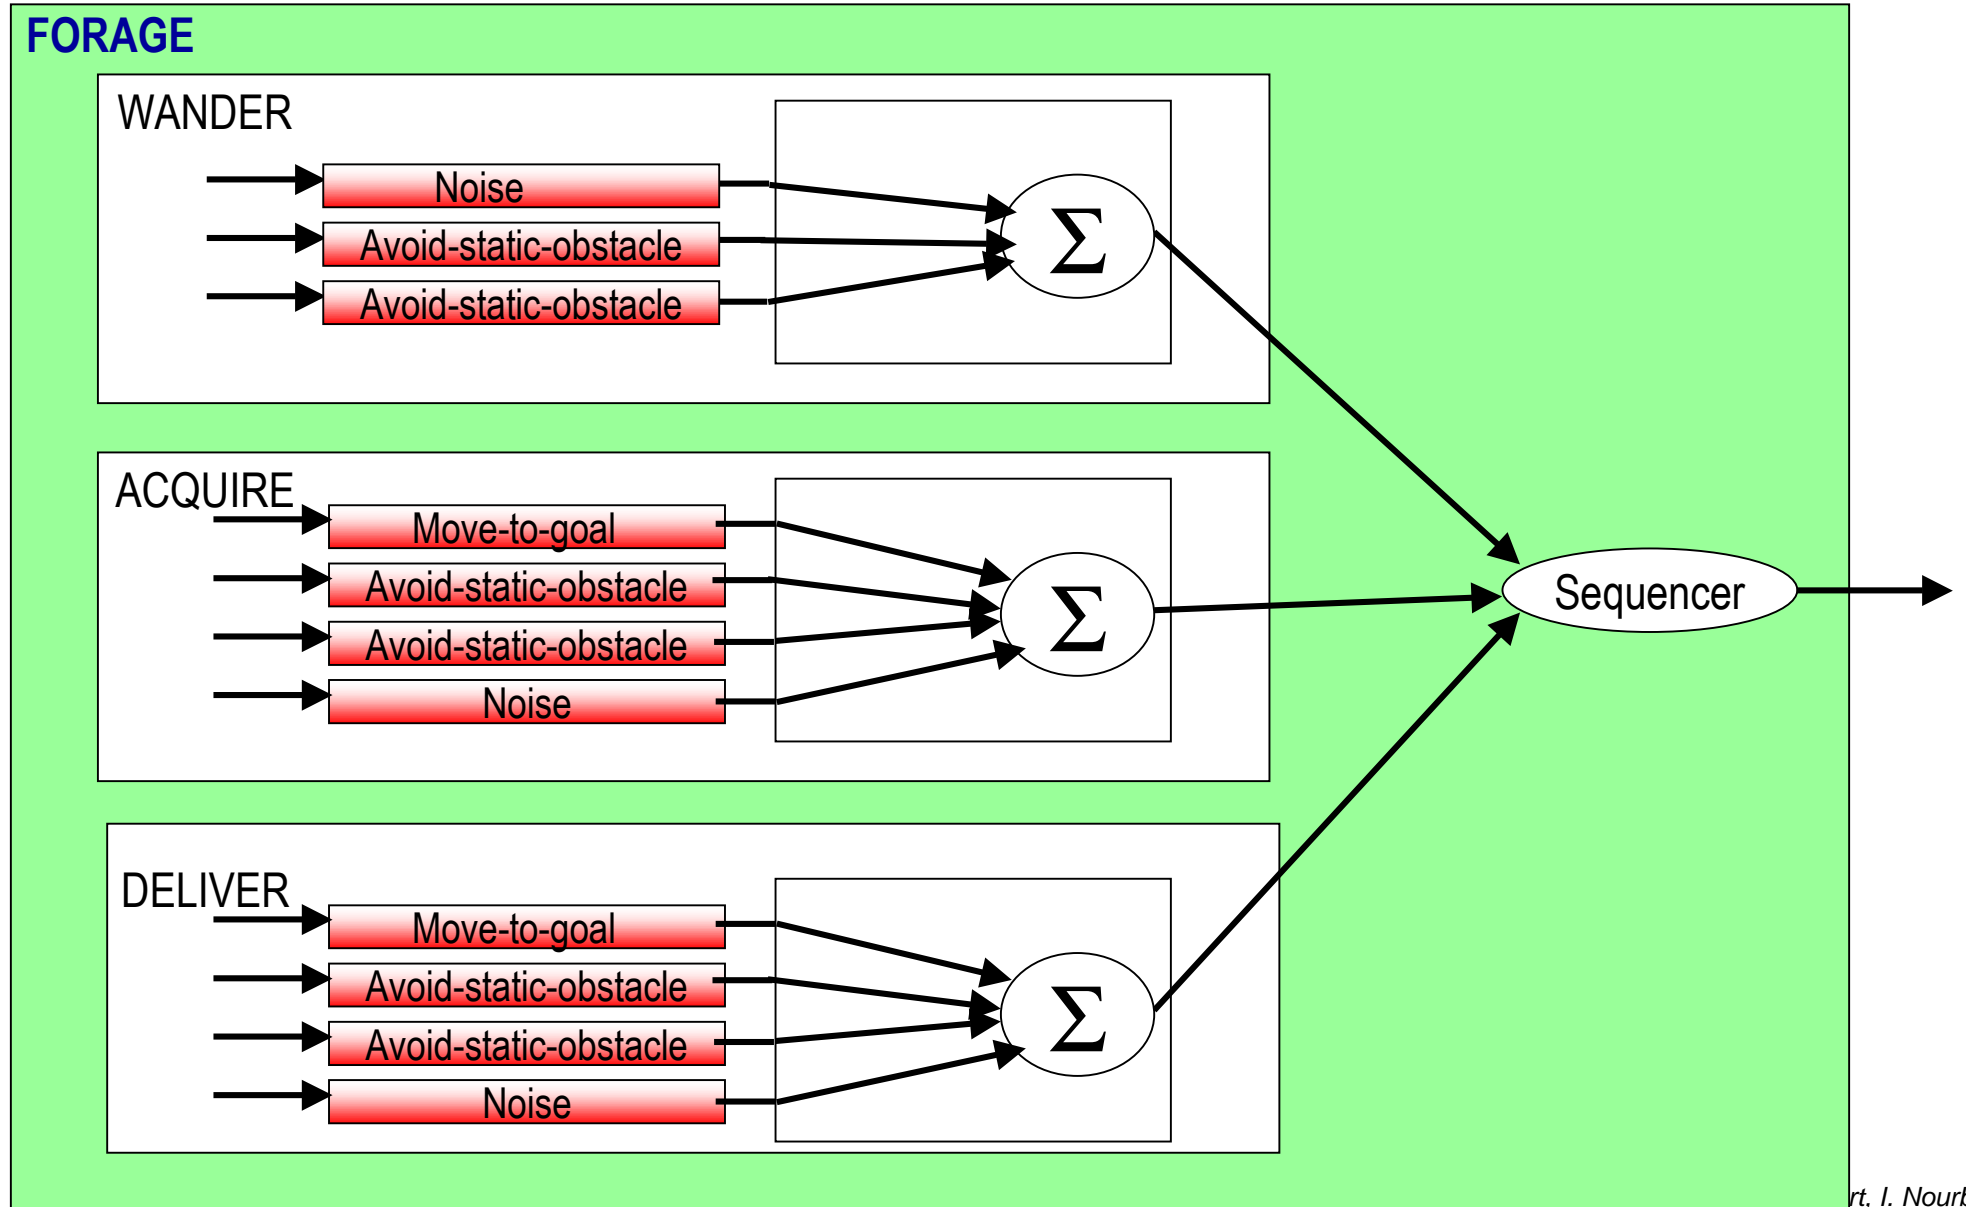 FORAGE
WANDER
Noise
Avoid-static-obstacle
Avoid-static-obstacle
Σ
ACQUIRE
Move-to-goal
Avoid-static-obstacle
Avoid-static-obstacle
Noise
Σ
Sequencer
DELIVER
Move-to-goal
Avoid-static-obstacle
Avoid-static-obstacle
Noise
Σ
I.